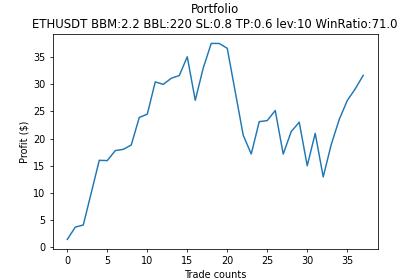 Portfolio
ETHUSDT BBM:2.2 BBL:220 SL:0.8 TP:0.6 lev:10 WinRatio:71.0
35
30
25
20
15
10
5
0
Profit ($)
0 5 10 15 20 25 30 35
Trade counts